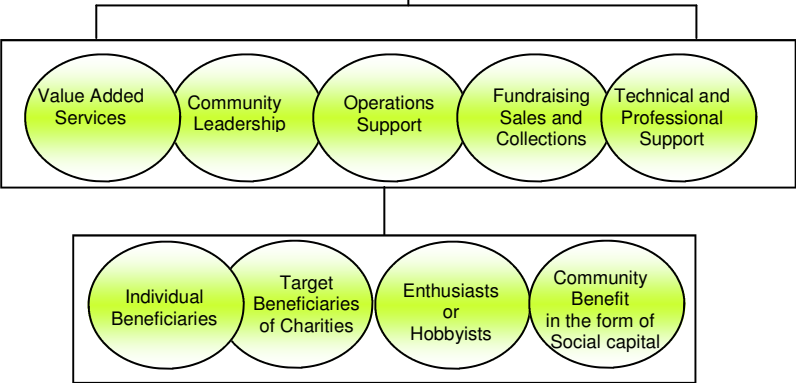 Value Added
Services
Community
Leadership
Operations
Support
Fundraising
Sales and
Collections
Technical and
Professional
Support
Individual
Beneficiaries
Target
Beneficiaries
of Charities
Enthusiasts
or
Hobbyists
Community
Benefit
in the form of
Social capital